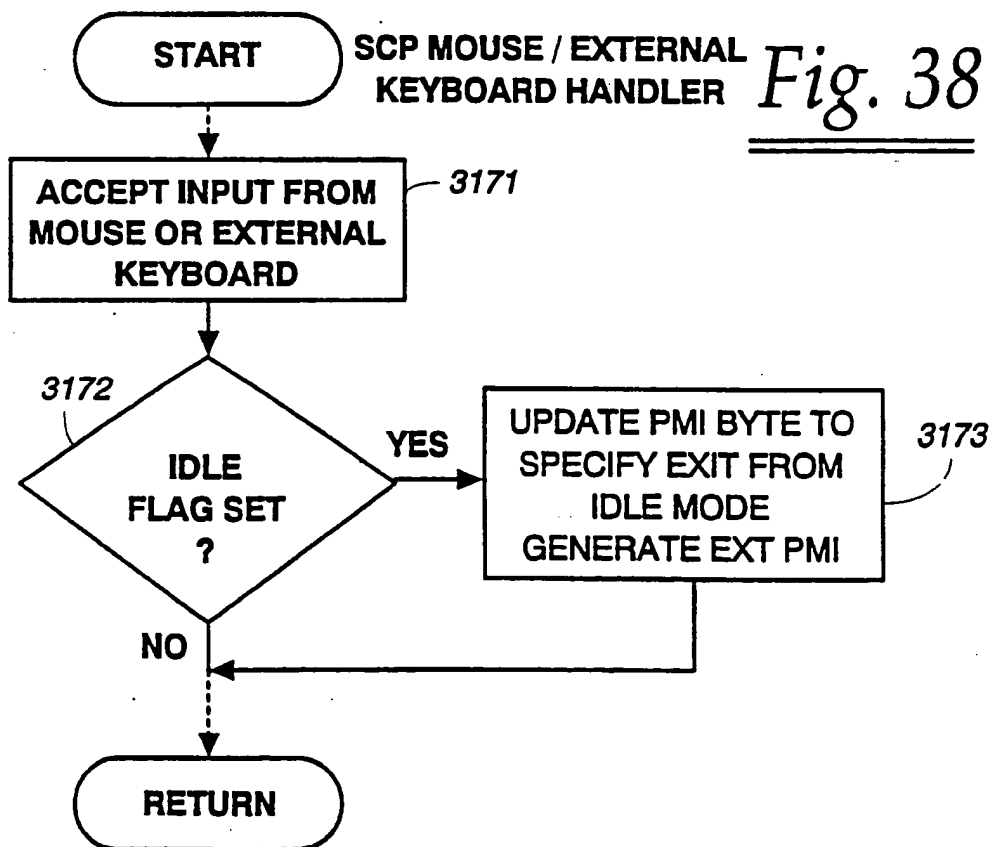 START
SCP MOUSE / EXTERNAL
KEYBOARD HANDLER
Fig. 38
ACCEPT INPUT FROM
MOUSE OR EXTERNAL
KEYBOARD
3171
3172
IDLE
FLAG SET
?
YES
UPDATE PMI BYTE TO
SPECIFY EXIT FROM
IDLE MODE
GENERATE EXT PMI
3173
NO
RETURN